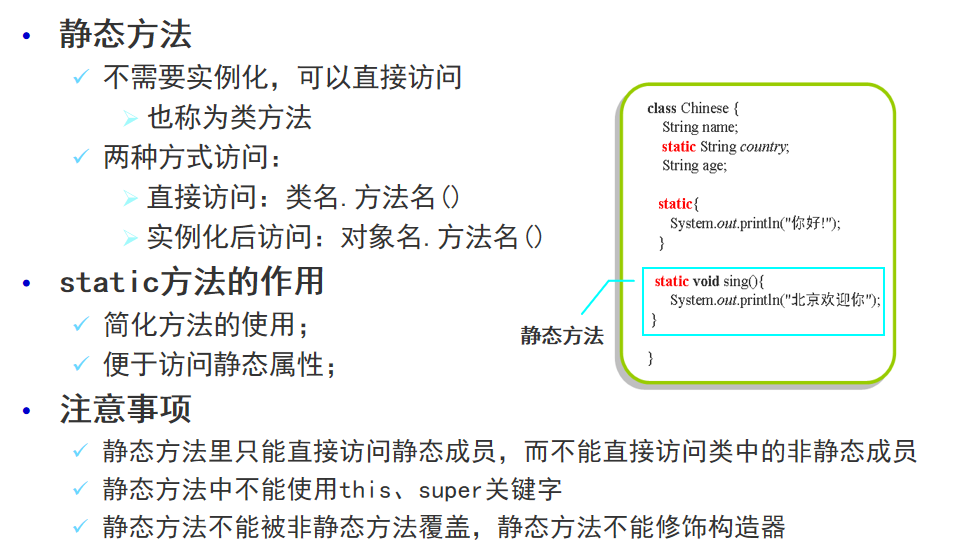 静态方法
不需要实例化，可以直接访问
也称为类方法
两种方式访问：
直接访问：类名.方法名()
实例化后访问：对象名.方法名()
static方法的作用
简化方法的使用；
便于访问静态属性；
注意事项
静态方法里只能直接访问静态成员，而不能直接访问类中的非静态成员
静态方法中不能使用this、super关键字
静态方法不能被非静态方法覆盖，静态方法不能修饰构造器
class Chinese {
String name;
static String country;
String age;
static{
System.out.println("你好!");
}
static void sing(){
System.out.println("北京欢迎你");
}
}
静态方法